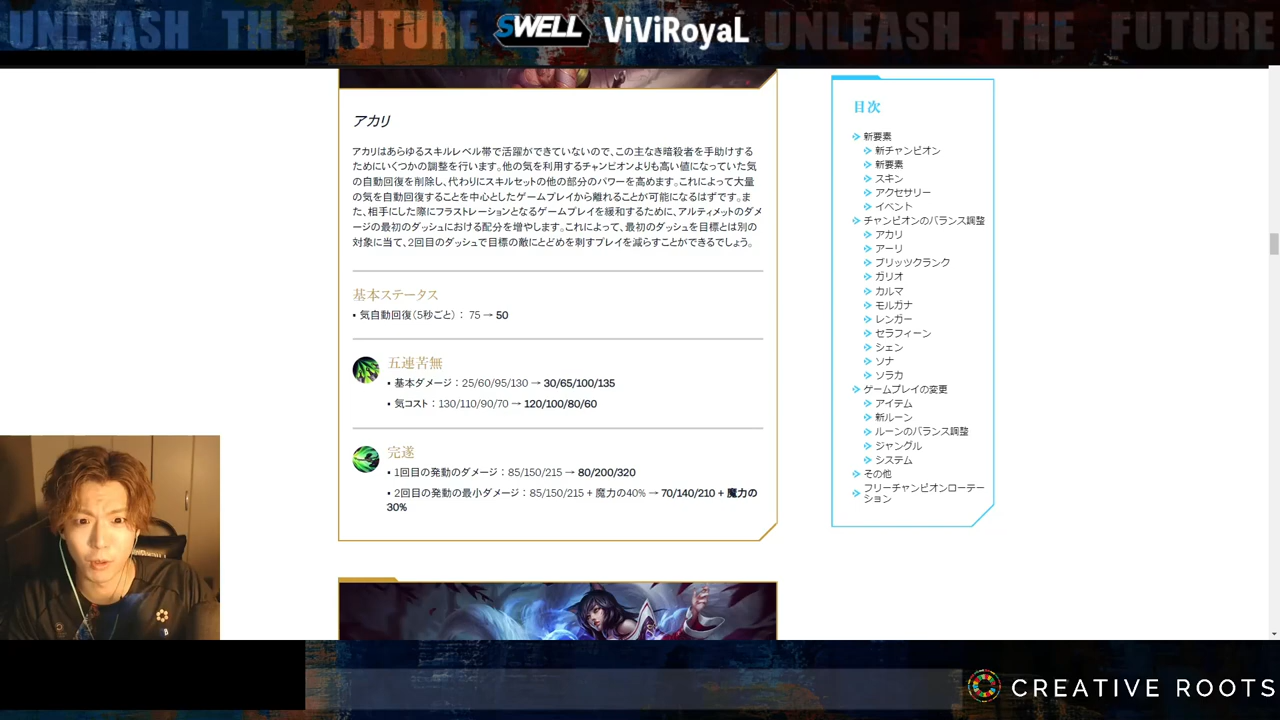 UNLEASH THE FUTURE SWELL ViViRoyaL UNLEASH THE FUTURE
アカリ
アカリはあらゆるスキルレベル帯で活躍ができていないので、この主なき暗殺者を手助けする
ためにいくつかの調整を行います。他の気を利用するチャンピオンよりも高い値になっていた気
の自動回復を削除し、代わりにスキルセットの他の部分のパワーを高めます。これによって大量
の気を自動回復することを中心としたゲームプレイから離れることが可能になるはずです。ま
た、相手にした際にフラストレーションとなるゲームプレイを緩和するために、アルティメットのダメ
ージの最初のダッシュにおける配分を増やします。これによって、最初のダッシュを目標とは別の
対象に当て、2回目のダッシュで目標の敵にとどめを刺すプレイを減らすことができるでしょう。
基本ステータス
• 気自動回復(5秒ごと)： 75 → 50
五連苦無
• 基本ダメージ：25/60/95/130 → 30/65/100/135
• 気コスト：130/110/90/70 → 120/100/80/60
完遂
• 1回目の発動のダメージ：85/150/215 → 80/200/320
• 2回目の発動の最小ダメージ：85/150/215 + 魔力の40% → 70/140/210 + 魔力の
30%
目次
新要素
新チャンピオン
新要素
スキン
アクセサリー
イベント
チャンピオンのバランス調整
アカリ
アーリ
ブリッツクランク
ガリオ
カルマ
モルガナ
レンガー
セラフィーン
シェン
ソナ
ソラカ
ゲームプレイの変更
アイテム
新ルーン
ルーンのバランス調整
ジャングル
システム
その他
フリーチャンピオンローテー
ション
CREATIVE ROOTS